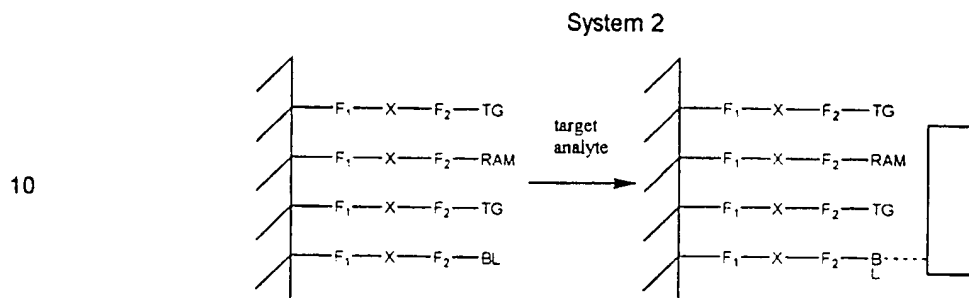 System 2
F₁—X—F₂—TG F₁—X—F₂—TG
target
analyte
F₁—X—F₂—RAM F₁—X—F₂—RAM
10
F₁—X—F₂—TG F₁—X—F₂—TG
F₁—X—F₂—BL F₁—X—F₂—B
L